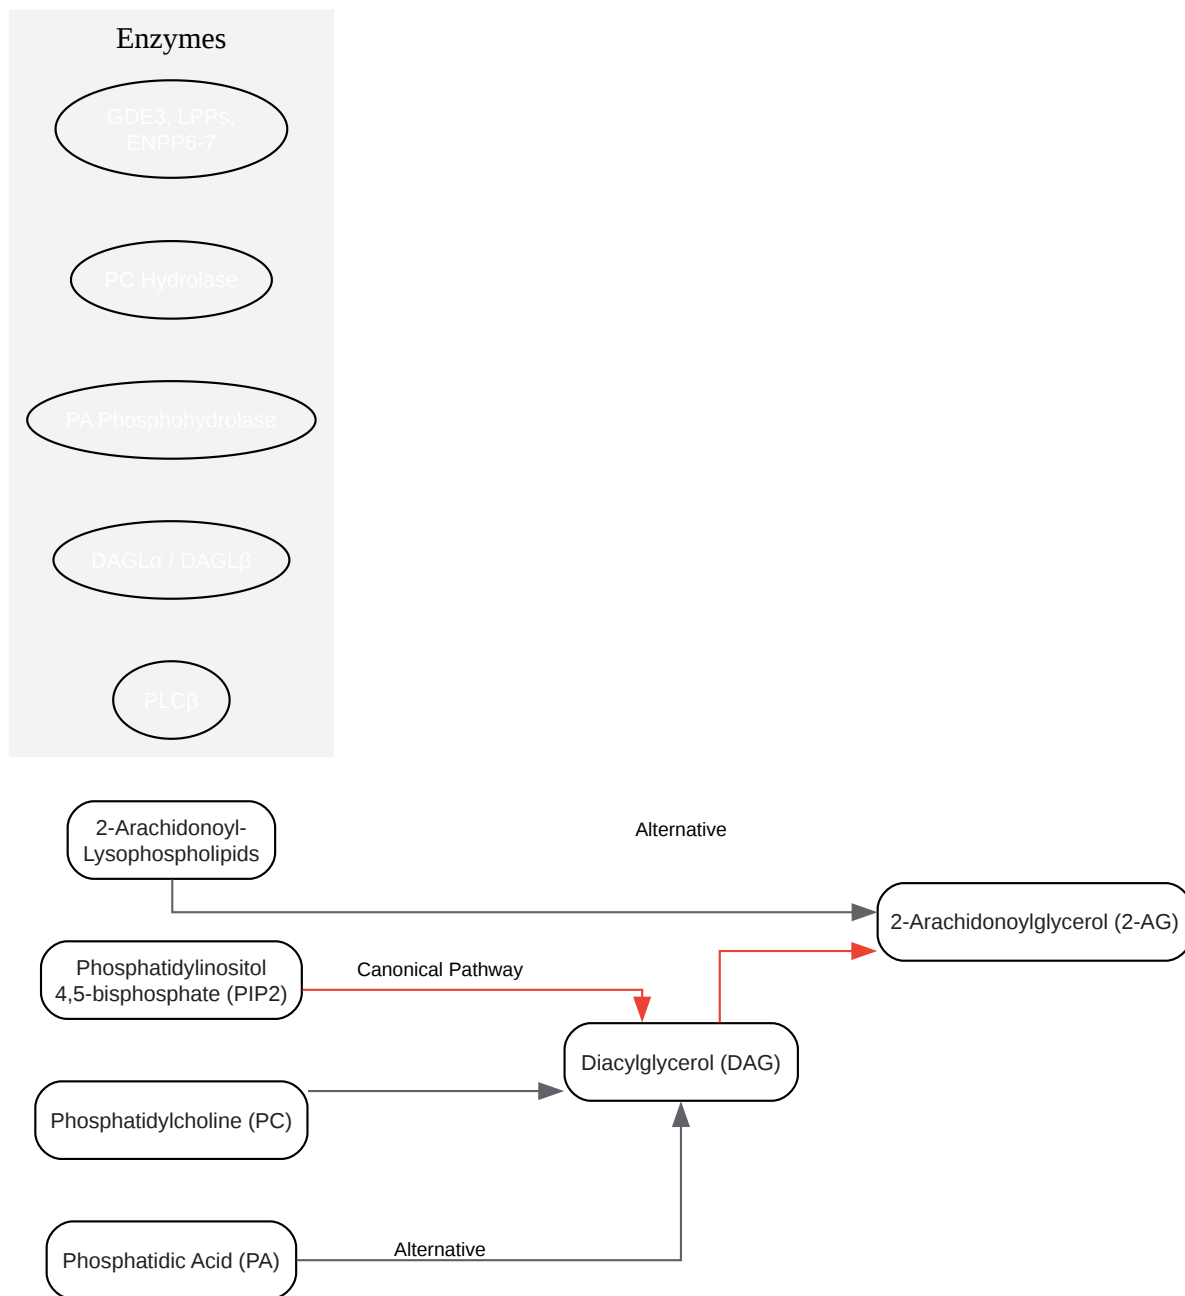 Enzymes
GDE3, LPPs,
ENPP6-7
PC Hydrolase
PA Phosphohydrolase
DAGLα / DAGLβ
PLCβ
2-Arachidonoyl-
Lysophospholipids
Alternative
2-Arachidonoylglycerol (2-AG)
Phosphatidylinositol
4,5-bisphosphate (PIP2)
Canonical Pathway
Diacylglycerol (DAG)
Phosphatidylcholine (PC)
Phosphatidic Acid (PA)
Alternative